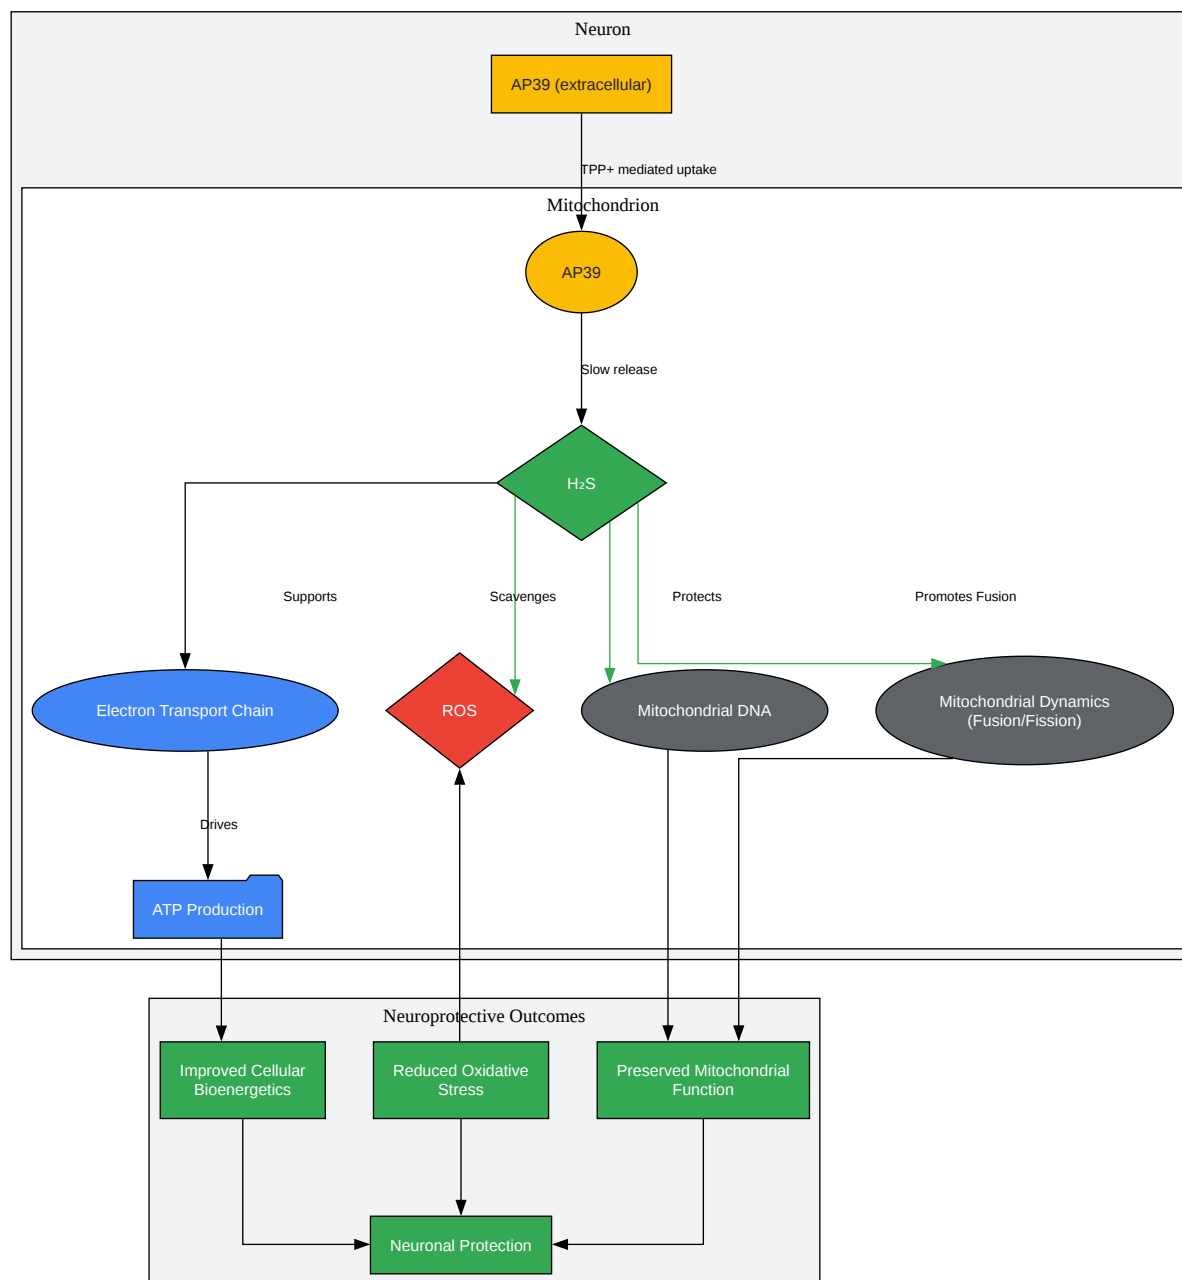 Neuron
AP39 (extracellular)
TPP+ mediated uptake
Mitochondrion
AP39
Slow release
H₂S
Supports
Scavenges
Protects
Promotes Fusion
Electron Transport Chain
ROS
Mitochondrial DNA
Mitochondrial Dynamics
(Fusion/Fission)
Drives
ATP Production
Neuroprotective Outcomes
Improved Cellular
Bioenergetics
Reduced Oxidative
Stress
Preserved Mitochondrial
Function
Neuronal Protection